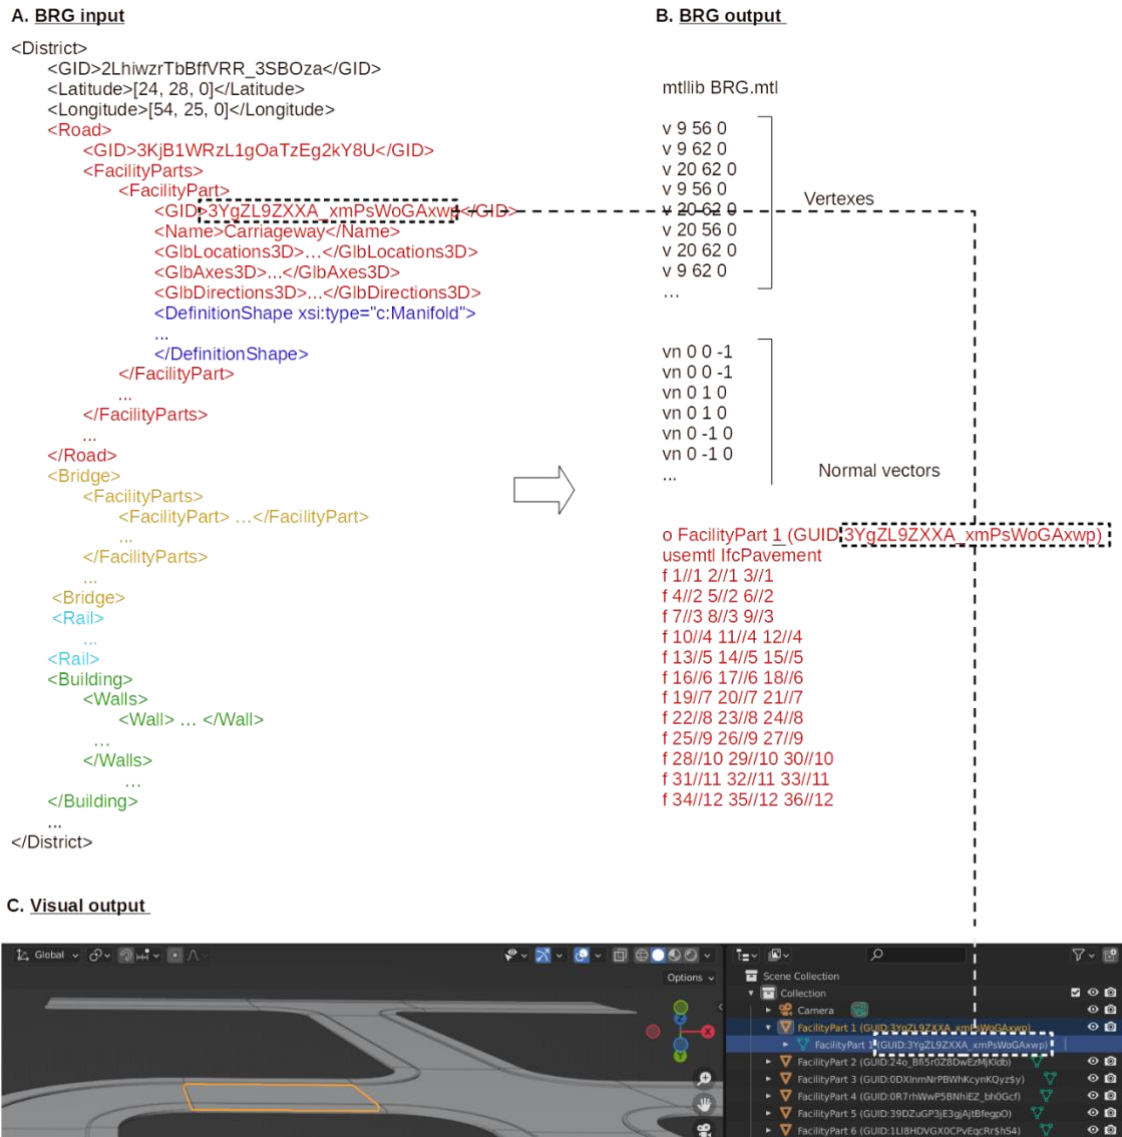 A. BRG input
<District>
<GID>2LhiwzrTbBffVRR_3SBOza</GID>
<Latitude>[24, 28, 0]</Latitude>
<Longitude>[54, 25, 0]</Longitude>
<Road>
<GID>3KjB1WRzL1gOaTzEg2kY8U</GID>
<FacilityParts>
<FacilityPart>
<GID>3YgZL9ZXXA_xmPsWoGAxwp</GID>
<Name>Carriageway</Name>
<GlbLocations3D>...</GlbLocations3D>
<GlbAxes3D>...</GlbAxes3D>
<GlbDirections3D>...</GlbDirections3D>
<DefinitionShape xsi:type="c:Manifold">
...
</DefinitionShape>
</FacilityPart>
...
</FacilityParts>
...
</Road>
<Bridge>
<FacilityParts>
<FacilityPart> ...</FacilityPart>
...
</FacilityParts>
...
<Bridge>
<Rail>
...
<Rail>
<Building>
<Walls>
<Wall> ... </Wall>
...
</Walls>
...
</Building>
...
</District>
B. BRG output
mtllib BRG.mtl
v 9 56 0
v 9 62 0
v 20 62 0
v 9 56 0
v 20 62 0
v 20 56 0
v 20 62 0
v 9 62 0
...
Vertexes
vn 0 0 -1
vn 0 0 -1
vn 0 1 0
vn 0 1 0
vn 0 -1 0
vn 0 -1 0
...
Normal vectors
o FacilityPart 1 (GUID:3YgZL9ZXXA_xmPsWoGAxwp)
usemtl IfcPavement
f 1//1 2//1 3//1
f 4//2 5//2 6//2
f 7//3 8//3 9//3
f 10//4 11//4 12//4
f 13//5 14//5 15//5
f 16//6 17//6 18//6
f 19//7 20//7 21//7
f 22//8 23//8 24//8
f 25//9 26//9 27//9
f 28//10 29//10 30//10
f 31//11 32//11 33//11
f 34//12 35//12 36//12
C. Visual output
Global
Options
X
Z
Y
Scene Collection
Collection
Camera
FacilityPart 1 (GUID:3YgZL9ZXXA_xmPsWoGAxwp)
FacilityPart 1 (GUID:3YgZL9ZXXA_xmPsWoGAxwp)
FacilityPart 2
FacilityPart 3
FacilityPart 4
FacilityPart 5 (GUID:39DZuGP3jE3gjAjtBfegpO)
FacilityPart 6